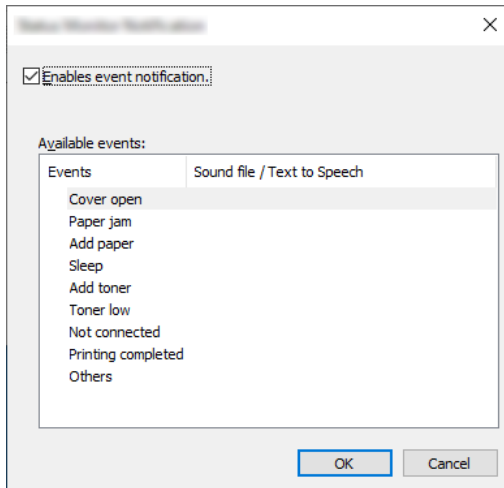 Enables event notification.
Available events:
Events Sound file / Text to Speech
Cover open
Paper jam
Add paper
Sleep
Add toner
Toner low
Not connected
Printing completed
Others
OK Cancel